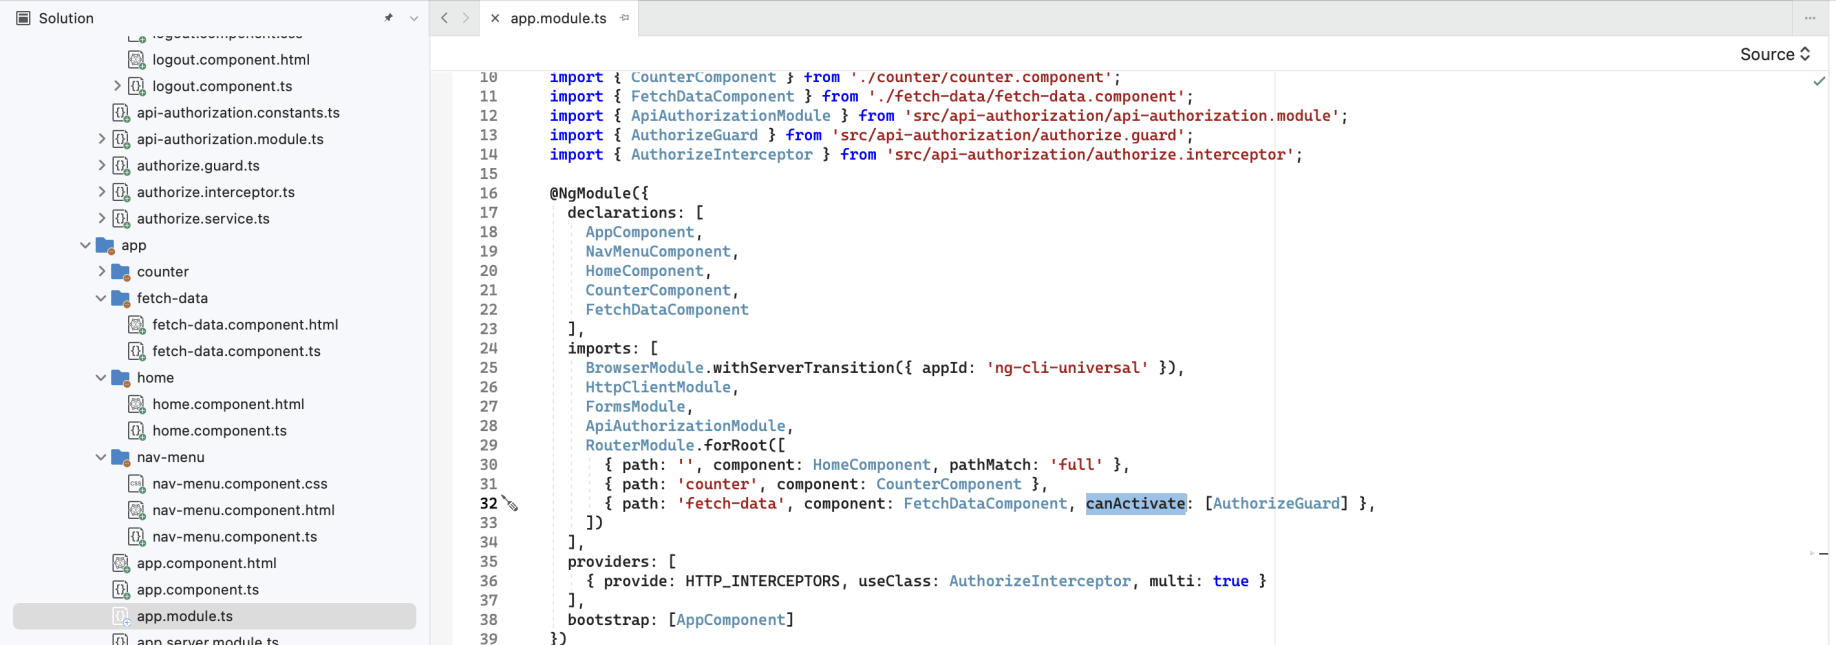 Solution
logout.component.css
logout.component.html
logout.component.ts
api-authorization.constants.ts
api-authorization.module.ts
authorize.guard.ts
authorize.interceptor.ts
authorize.service.ts
app
counter
fetch-data
fetch-data.component.html
fetch-data.component.ts
home
home.component.html
home.component.ts
nav-menu
nav-menu.component.css
nav-menu.component.html
nav-menu.component.ts
app.component.html
app.component.ts
app.module.ts
app.server.module.ts
app.module.ts
Source
10 import { CounterComponent } from './counter/counter.component';
11 import { FetchDataComponent } from './fetch-data/fetch-data.component';
12 import { ApiAuthorizationModule } from 'src/api-authorization/api-authorization.module';
13 import { AuthorizeGuard } from 'src/api-authorization/authorize.guard';
14 import { AuthorizeInterceptor } from 'src/api-authorization/authorize.interceptor';
15
16 @NgModule({
17 declarations: [
18 AppComponent,
19 NavMenuComponent,
20 HomeComponent,
21 CounterComponent,
22 FetchDataComponent
23 ],
24 imports: [
25 BrowserModule.withServerTransition({ appId: 'ng-cli-universal' }),
26 HttpClientModule,
27 FormsModule,
28 ApiAuthorizationModule,
29 RouterModule.forRoot([
30 { path: '', component: HomeComponent, pathMatch: 'full' },
31 { path: 'counter', component: CounterComponent },
32 { path: 'fetch-data', component: FetchDataComponent, canActivate: [AuthorizeGuard] },
33 ])
34 ],
35 providers: [
36 { provide: HTTP_INTERCEPTORS, useClass: AuthorizeInterceptor, multi: true }
37 ],
38 bootstrap: [AppComponent]
39 })